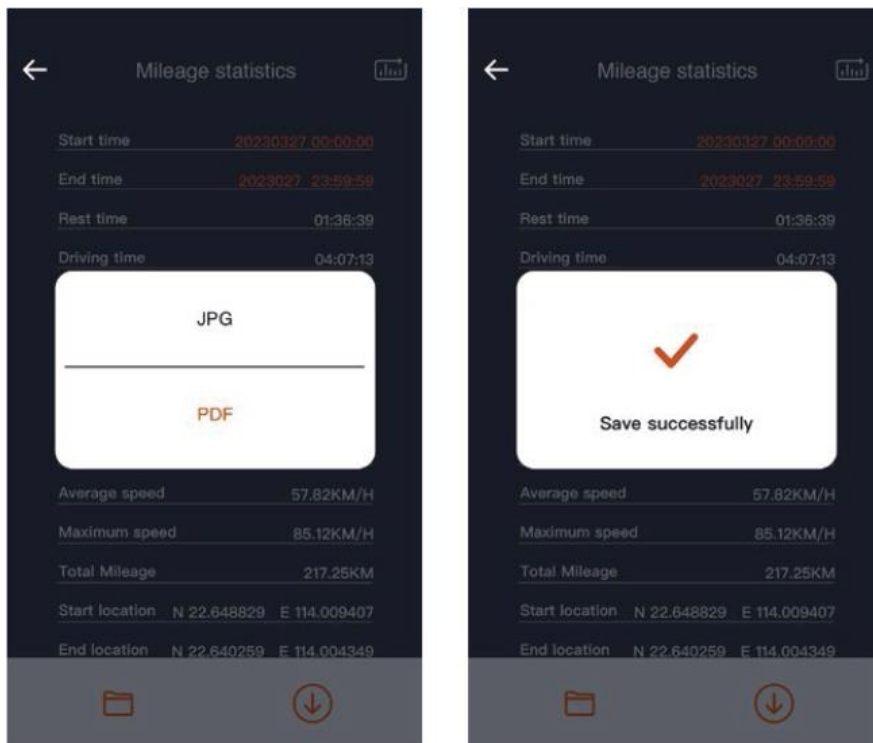 Mileage statistics
Start time 20230327 00:00:00
End time 2023027 23:59:59
Rest time 01:36:39
Driving time 04:07:13
JPG
PDF
Average speed 57.82KM/H
Maximum speed 85.12KM/H
Total Mileage 217.25KM
Start location N 22.648829 E 114.009407
End location N 22.640259 E 114.004349
Mileage statistics
Start time 20230327 00:00:00
End time 2023027 23:59:59
Rest time 01:36:39
Driving time 04:07:13
Save successfully
Average speed 57.82KM/H
Maximum speed 85.12KM/H
Total Mileage 217.25KM
Start location N 22.648829 E 114.009407
End location N 22.640259 E 114.004349